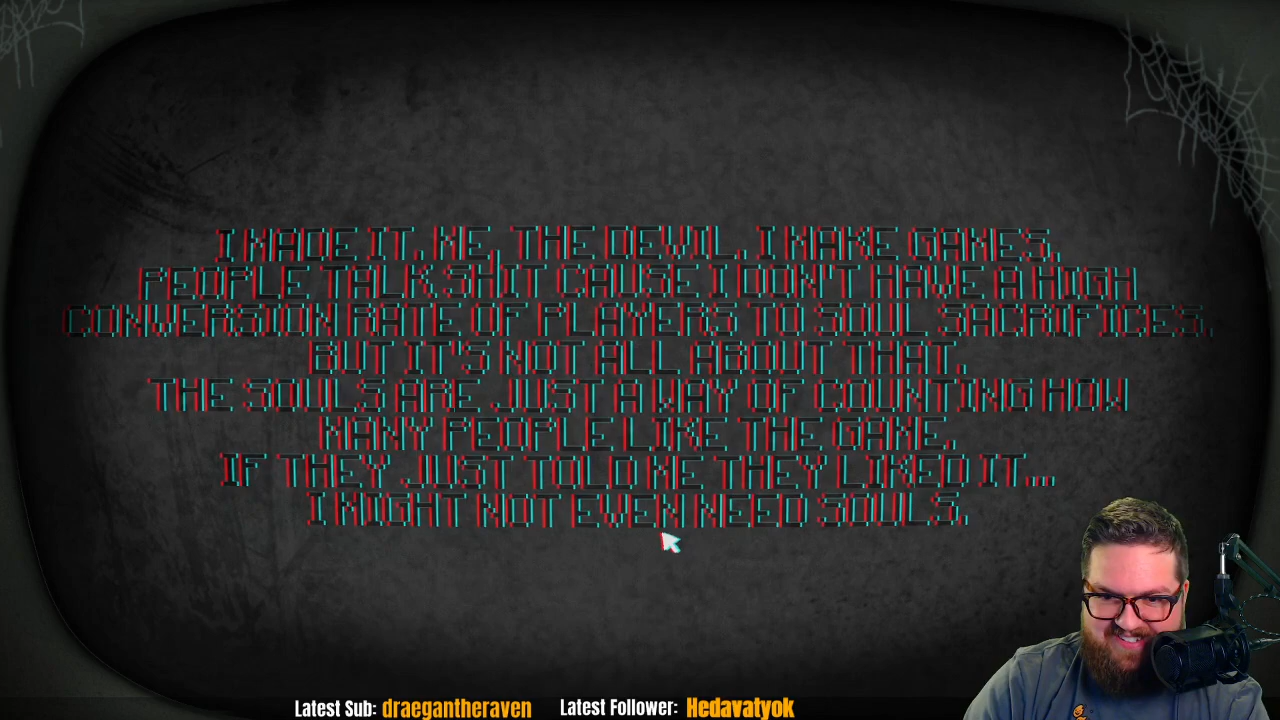 I MADE IT. ME, THE DEVIL. I MAKE GAMES.
PEOPLE TALK SHIT CAUSE I DON'T HAVE A HIGH
CONVERSION RATE OF PLAYERS TO SOUL SACRIFICES.
BUT IT'S NOT ALL ABOUT THAT.
THE SOULS ARE JUST A WAY OF COUNTING HOW
MANY PEOPLE LIKE THE GAME.
IF THEY JUST TOLD ME THEY LIKED IT...
I MIGHT NOT EVEN NEED SOULS.
Latest Sub: draegantheraven Latest Follower: Hedavatyok